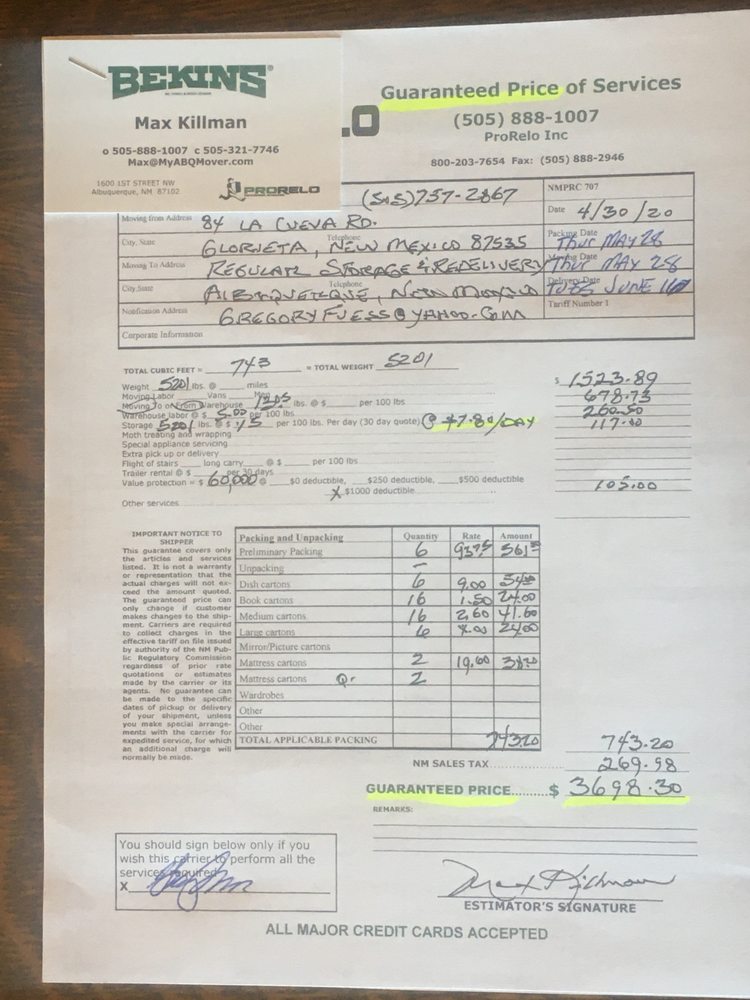 BEKINS
Max Killman
o 505-888-1007 c 505-321-7746
Max@MyABQMover.com
1600 1ST STREET NW
Albuquerque, NM 87102
PRORELO
LO
Guaranteed Price of Services
(505) 888-1007
ProRelo Inc
800-203-7654 Fax: (505) 888-2946
(505) 757-2867
NMPRC 707
Date 4/30/20
Moving from Address 84 LA CUEVA RD.
Packing Date THUR MAY 28
City, State Telephone GLORIETA, NEW MEXICO 87535
Moving Date THUR MAY 28
Moving To Address REGULAR STORAGE & REDELIVERY
Delivery Date TUES JUNE
City, State Telephone ALBUQUERQUE, NEW MEXICO
Tariff Number 1
Notification Address GREGORYFUESS@YAHOO.COM
Corporate Information
TOTAL CUBIC FEET = 743 = TOTAL WEIGHT 5201
Weight 5201 lbs. @ miles $ 1523.89
Moving Labor Vans Men
Moving To or From Warehouse lbs. @ $ per 100 lbs 678.73
Warehouse labor @ $ 5.00 per 100 lbs. 260.50
Storage 5201 lbs. @ $ .15 per 100 lbs. Per day (30 day quote) @ $7.80/DAY 117.00
Moth treating and wrapping
Special appliance servicing
Extra pick up or delivery
Flight of stairs long carry @ $ per 100 lbs
Trailer rental @ $ per 30 days
Value protection = $ 60,000 @ $0 deductible, $250 deductible, $500 deductible 105.00
X $1000 deductible
Other services
IMPORTANT NOTICE TO SHIPPER
This guarantee covers only
the articles and services
listed. It is not a warranty
or representation that the
actual charges will not ex-
ceed the amount quoted.
The guaranteed price can
only change if customer
makes changes to the ship-
ment. Carriers are required
to collect charges in the
effective tariff on file issued
by authority of the NM Pub-
lic Regulatory Commission
regardless of prior rate
quotations or estimates
made by the carrier or its
agents. No guarantee can
be made to the specific
dates of pickup or delivery
of your shipment, unless
you make special arrange-
ments with the carrier for
expedited service, for which
an additional charge will
normally be made.
Packing and Unpacking Quantity Rate Amount
Preliminary Packing 6 93.75 561
Unpacking -
Dish cartons 6 9.00 54.00
Book cartons 16 1.50 24.00
Medium cartons 16 2.60 41.60
Large cartons 6 4.00 24.00
Mirror/Picture cartons
Mattress cartons 2 19.60 38.20
Mattress cartons Qr 2
Wardrobes
Other
Other
TOTAL APPLICABLE PACKING 743.20 743.20
NM SALES TAX 269.98
GUARANTEED PRICE......... $ 3698.30
REMARKS:
You should sign below only if you
wish this carrier to perform all the
services required
X
Max Killman
ESTIMATOR'S SIGNATURE
ALL MAJOR CREDIT CARDS ACCEPTED